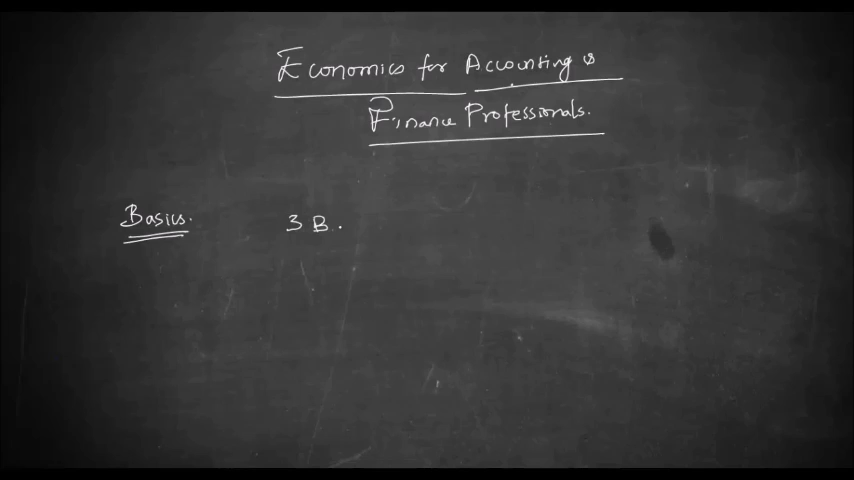 Economics for Accounting &
Finance Professionals.
Basics. 3 B.